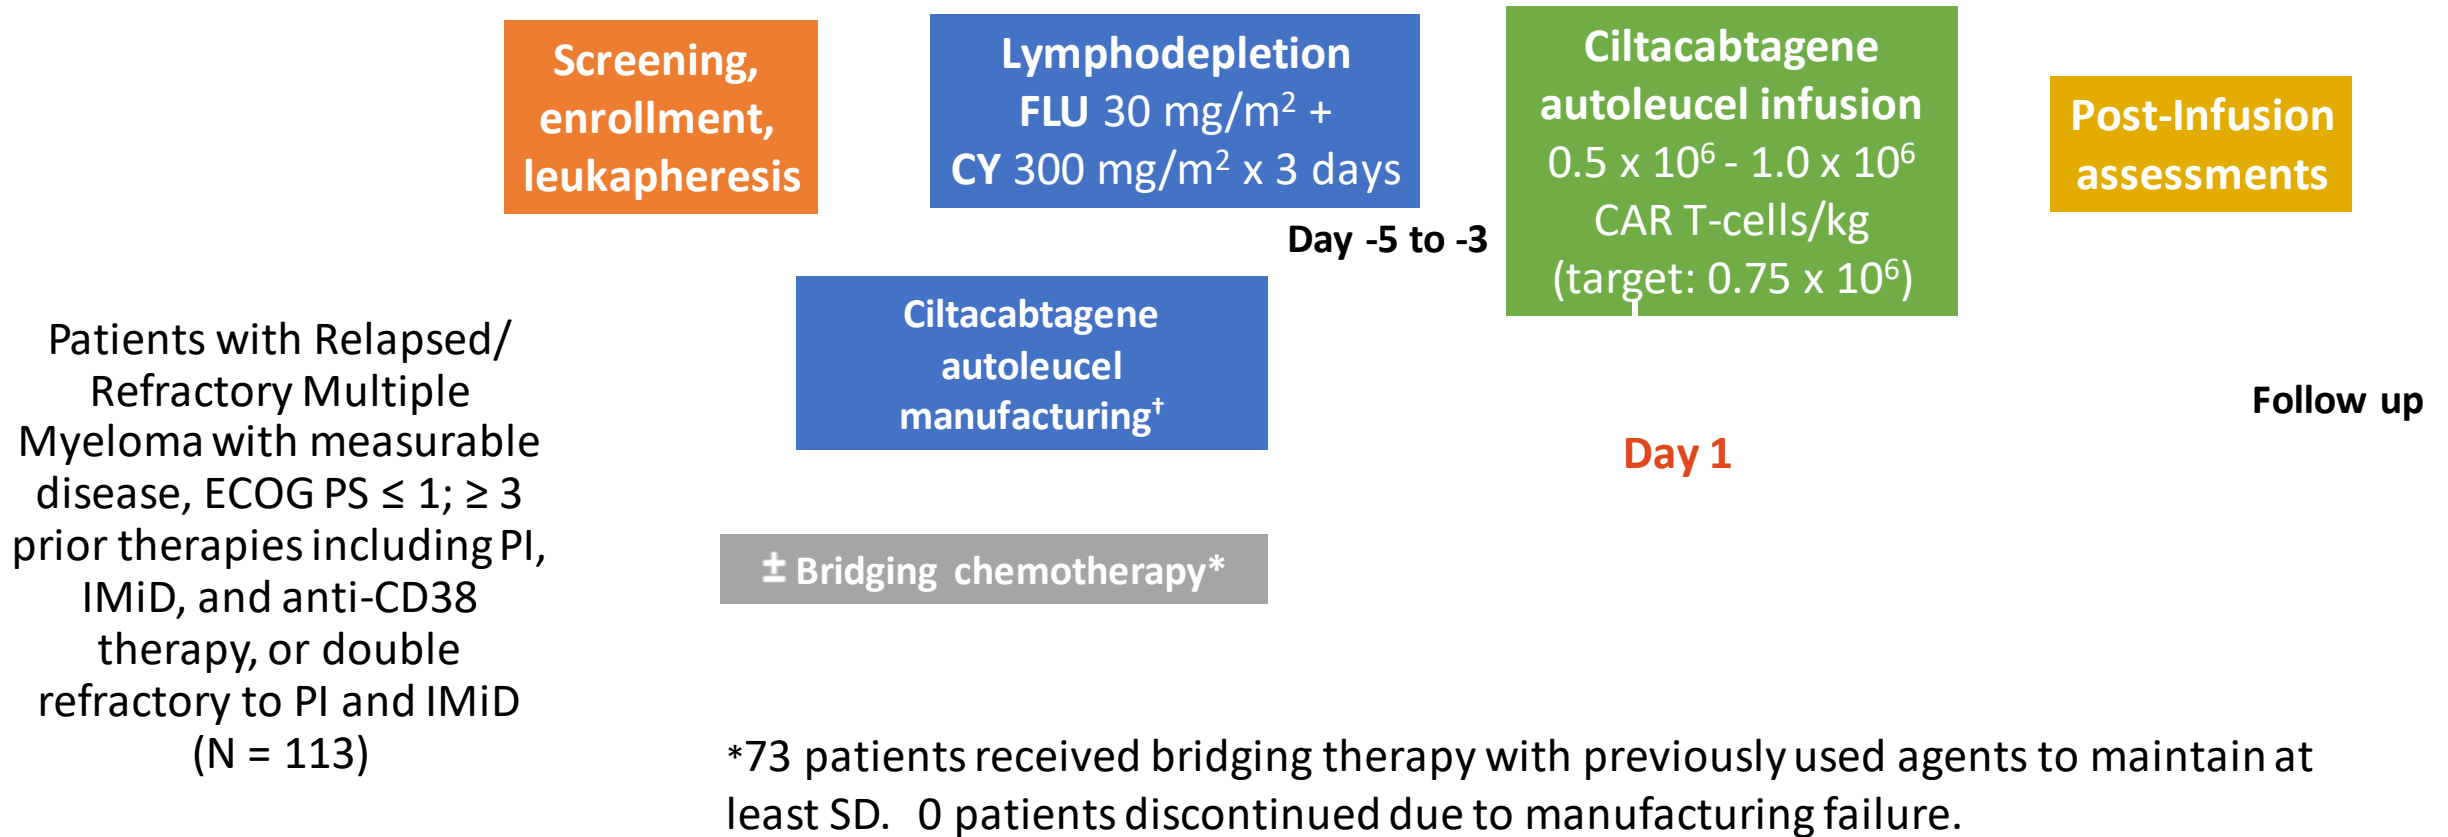 Screening,
enrollment,
leukapheresis
Lymphodepletion
FLU 30 mg/m² +
CY 300 mg/m² x 3 days
Day -5 to -3
Ciltacabtagene
autoleucel infusion
0.5 x 10⁶ - 1.0 x 10⁶
CAR T-cells/kg
(target: 0.75 x 10⁶)
Post-Infusion
assessments
Patients with Relapsed/
Refractory Multiple
Myeloma with measurable
disease, ECOG PS ≤ 1; ≥ 3
prior therapies including PI,
IMiD, and anti-CD38
therapy, or double
refractory to PI and IMiD
(N = 113)
Ciltacabtagene
autoleucel
manufacturing†
Day 1
Follow up
± Bridging chemotherapy*
*73 patients received bridging therapy with previously used agents to maintain at
least SD. 0 patients discontinued due to manufacturing failure.